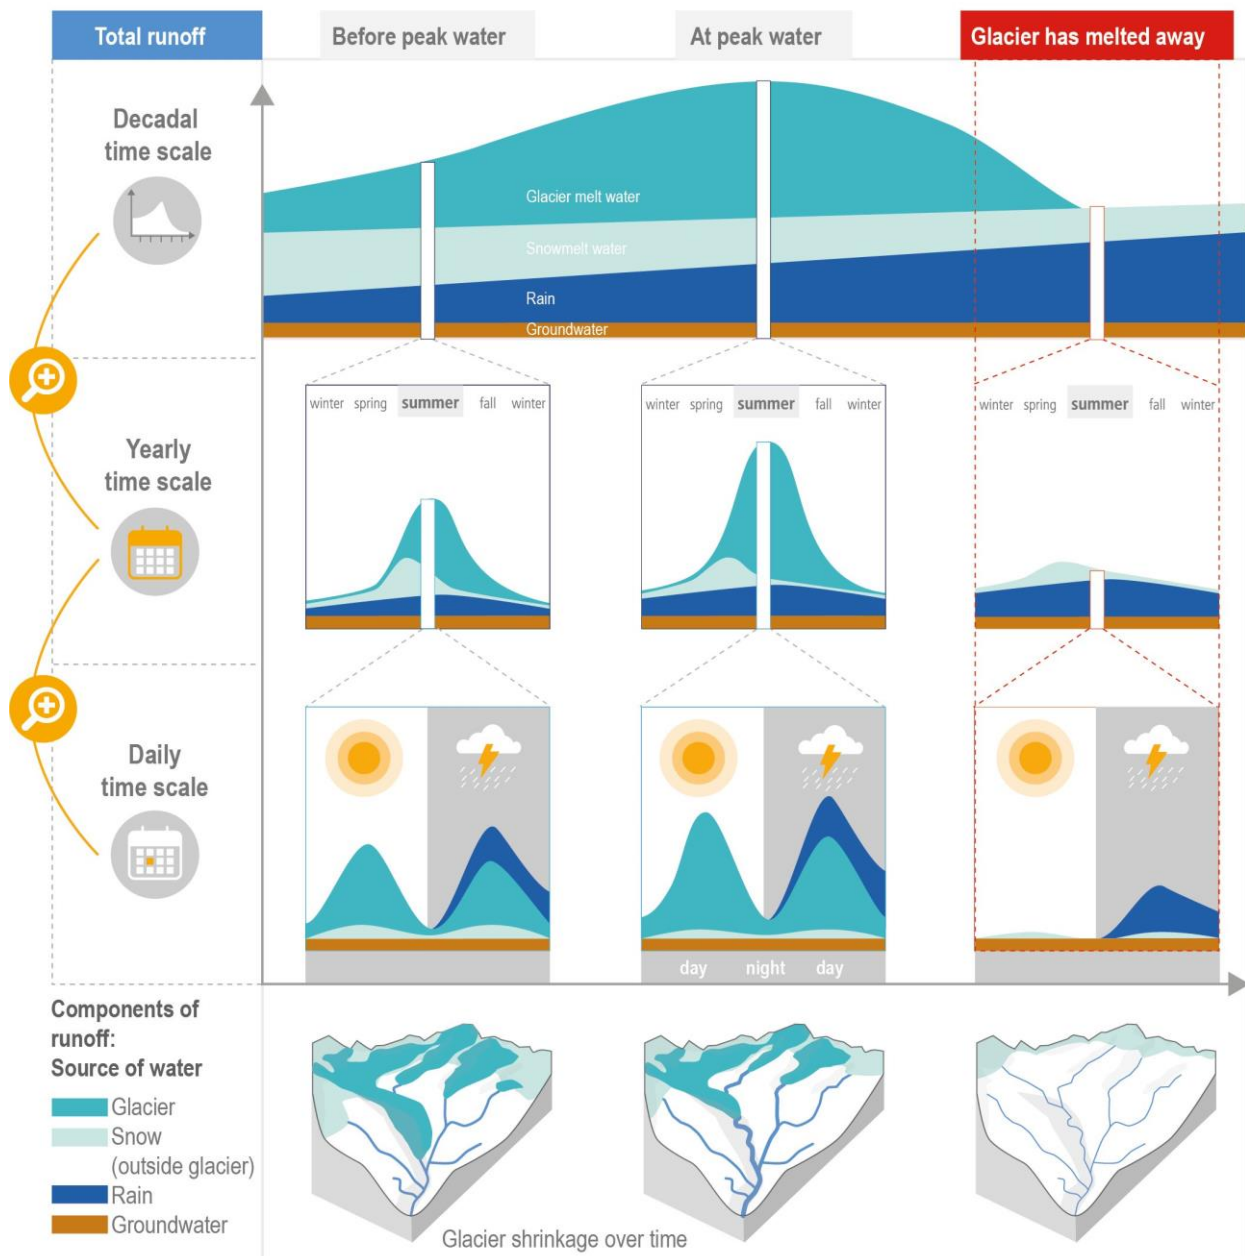 Total runoff
Before peak water
At peak water
Glacier has melted away
Decadal
time scale
Glacier melt water
Snowmelt water
Rain
Groundwater
winter spring summer fall winter
winter spring summer fall winter
winter spring summer fall winter
Yearly
time scale
Daily
time scale
day night day
Components of
runoff:
Source of water
Glacier
Snow
(outside glacier)
Rain
Groundwater
Glacier shrinkage over time